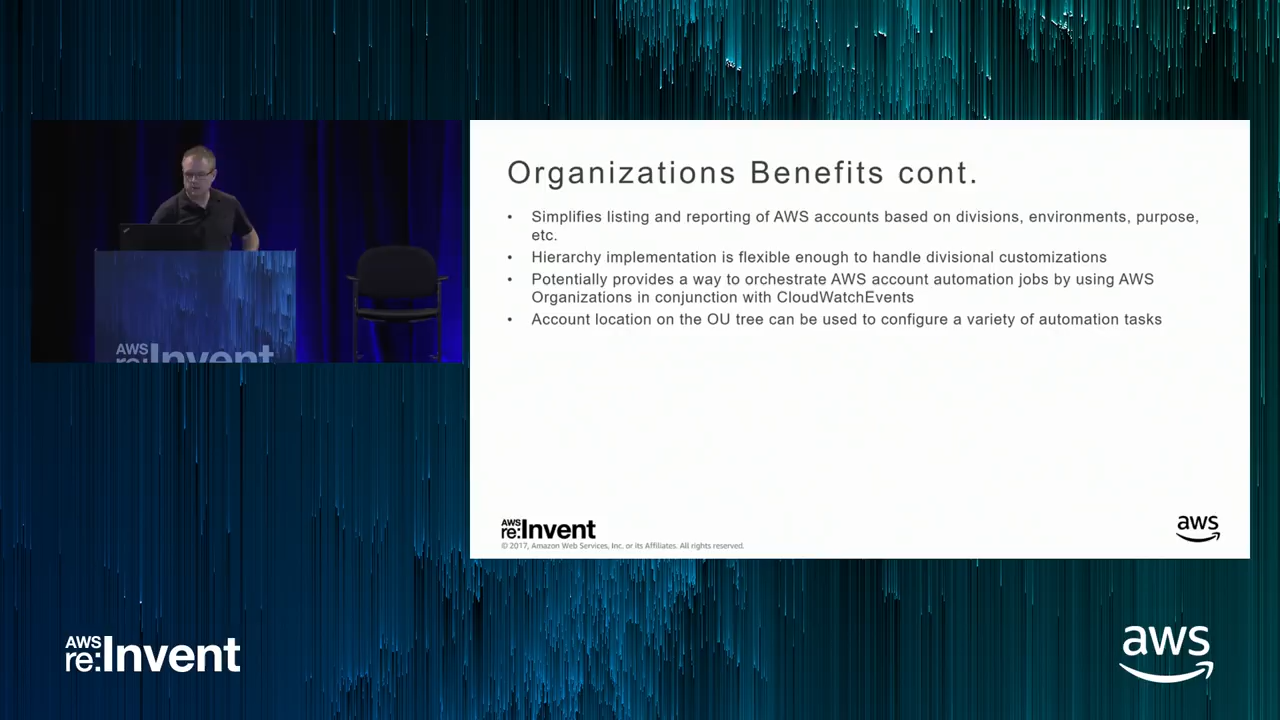 Organizations Benefits cont.
• Simplifies listing and reporting of AWS accounts based on divisions, environments, purpose,
etc.
• Hierarchy implementation is flexible enough to handle divisional customizations
• Potentially provides a way to orchestrate AWS account automation jobs by using AWS
Organizations in conjunction with CloudWatchEvents
• Account location on the OU tree can be used to configure a variety of automation tasks
AWS
re:Invent
AWS
re:Invent
© 2017, Amazon Web Services, Inc. or its Affiliates. All rights reserved.
aws
AWS
re:Invent
aws